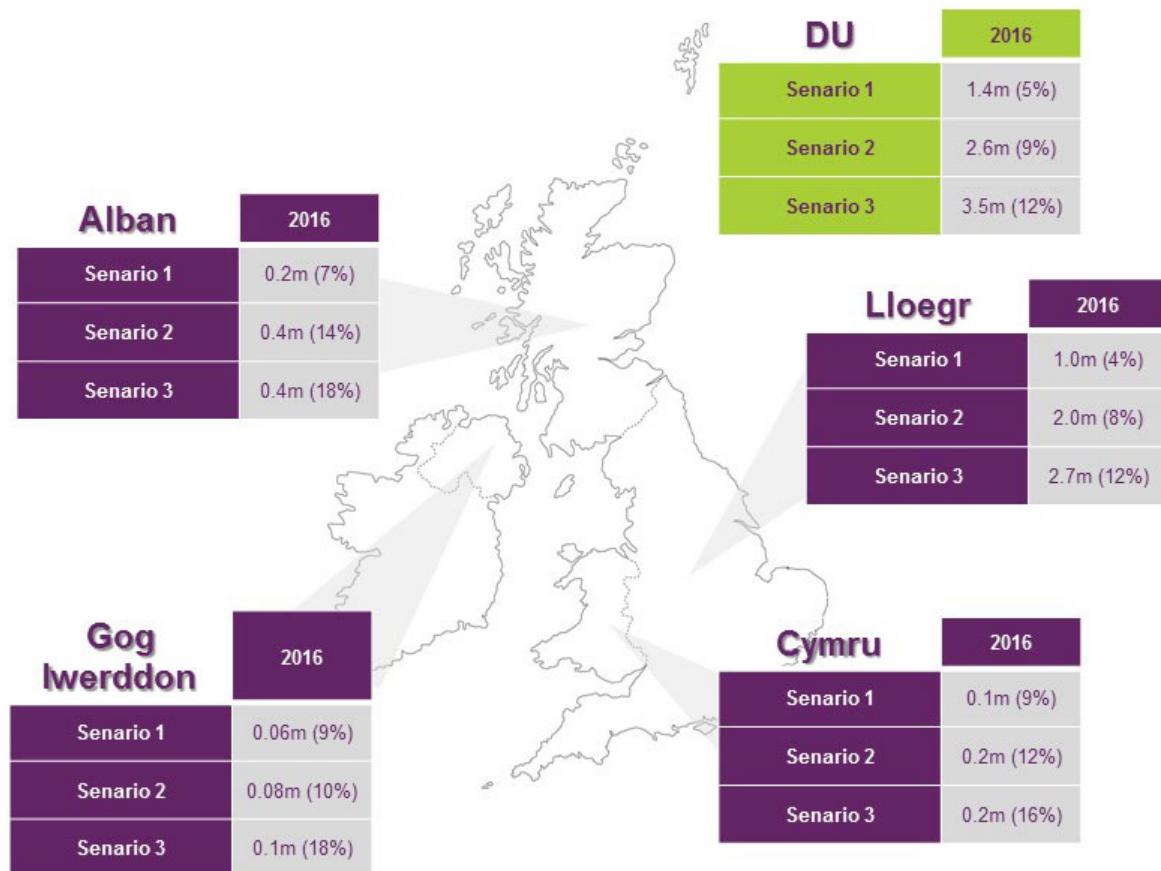 DU 2016
Senario 1 1.4m (5%)
Senario 2 2.6m (9%)
Senario 3 3.5m (12%)
Alban 2016
Senario 1 0.2m (7%)
Senario 2 0.4m (14%)
Senario 3 0.4m (18%)
Lloegr 2016
Senario 1 1.0m (4%)
Senario 2 2.0m (8%)
Senario 3 2.7m (12%)
Gog
Iwerddon 2016
Senario 1 0.06m (9%)
Senario 2 0.08m (10%)
Senario 3 0.1m (18%)
Cymru 2016
Senario 1 0.1m (9%)
Senario 2 0.2m (12%)
Senario 3 0.2m (16%)